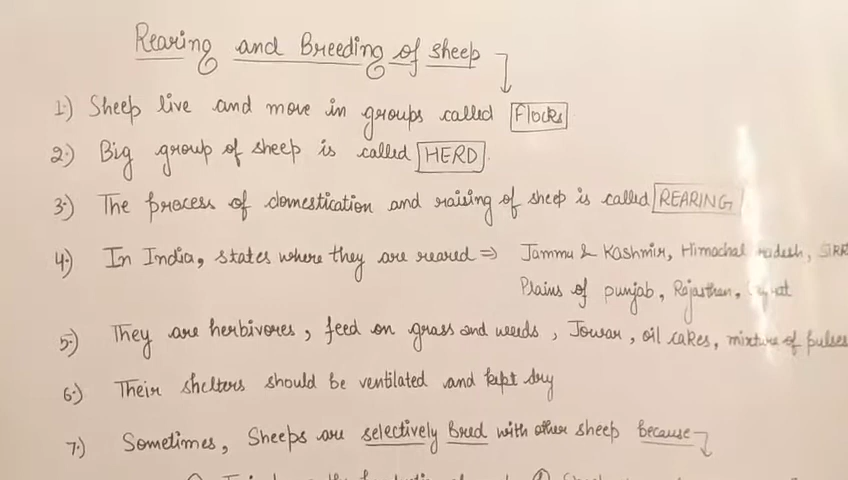 Rearing and Breeding of sheep
1.) Sheep live and move in groups called Flocks
2.) Big group of sheep is called HERD
3.) The process of domestication and raising of sheep is called REARING
4.) In India, states where they are reared ⇒ Jammu & Kashmir, Himachal
Plains of punjab, Rajasthan,
5.) They are herbivores, feed on grass and weeds, Jowar, oil cakes, mixture of pulses
6.) Their shelters should be ventilated and kept dry
7.) Sometimes, Sheeps are selectively Bred with other sheep because